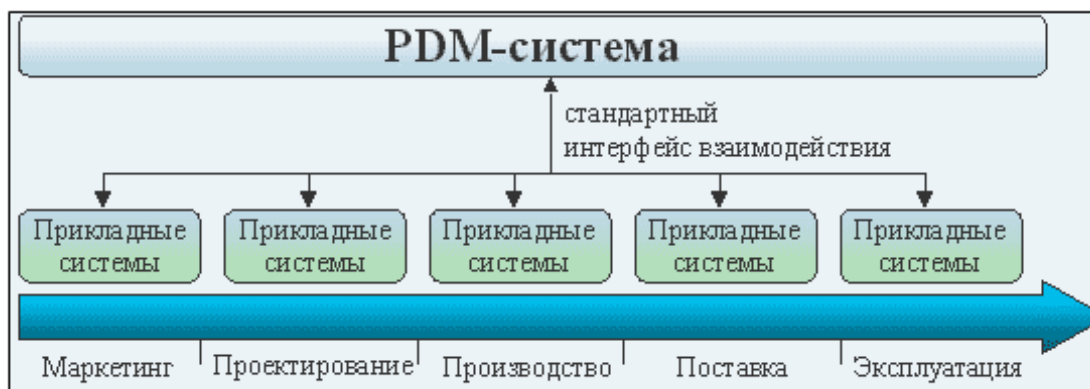 PDM-система
стандартный
интерфейс взаимодействия
Прикладные
системы
Прикладные
системы
Прикладные
системы
Прикладные
системы
Прикладные
системы
Маркетинг
Проектирование
Производство
Поставка
Эксплуатация